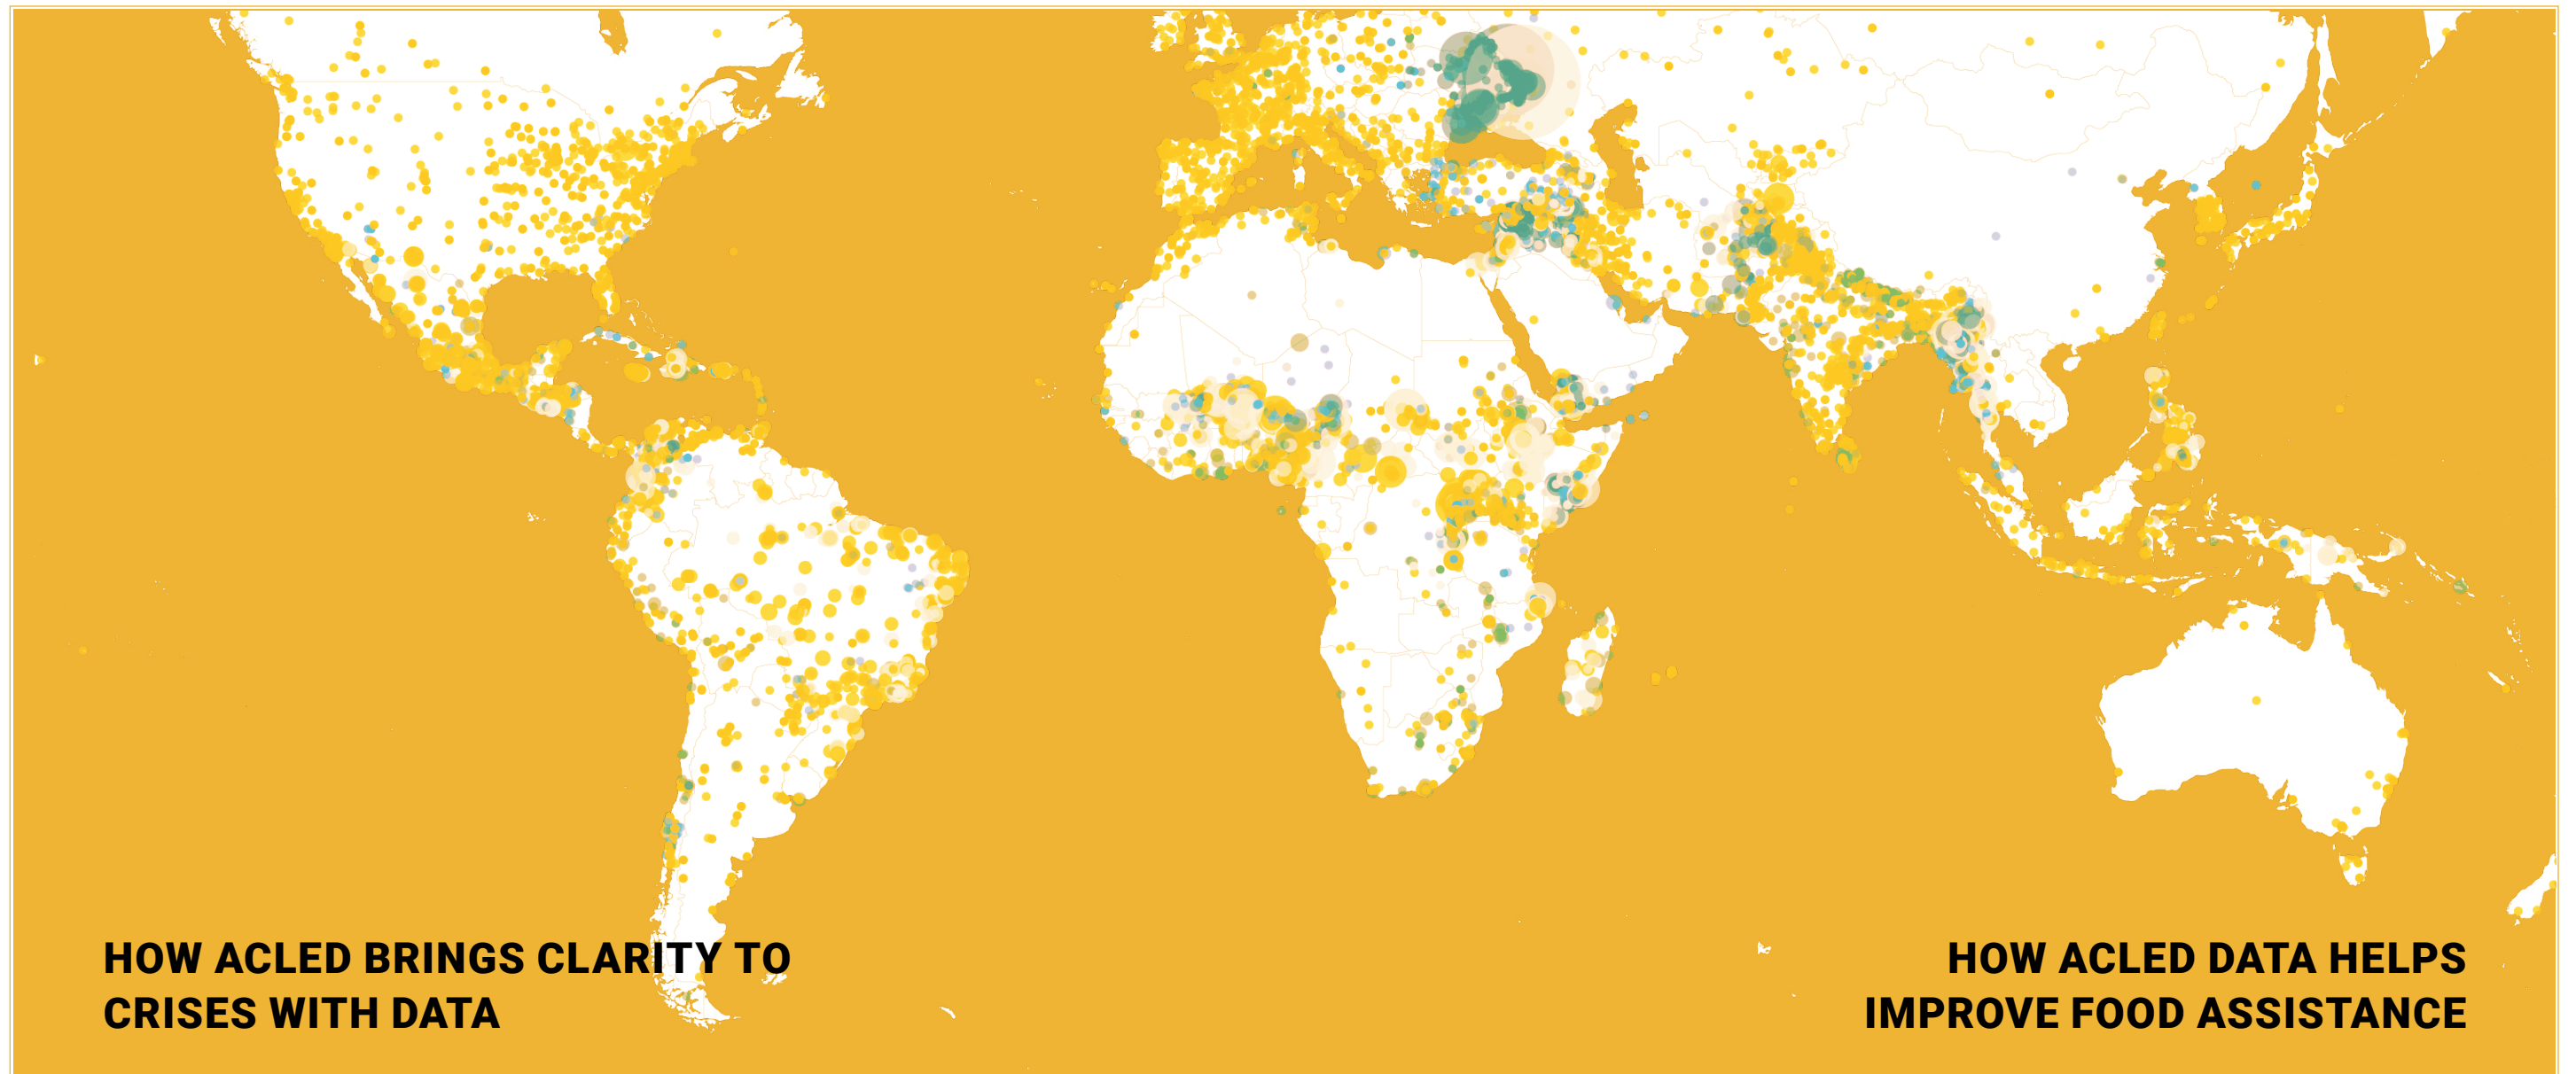 HOW ACLED BRINGS CLARITY TO
CRISES WITH DATA
HOW ACLED DATA HELPS
IMPROVE FOOD ASSISTANCE